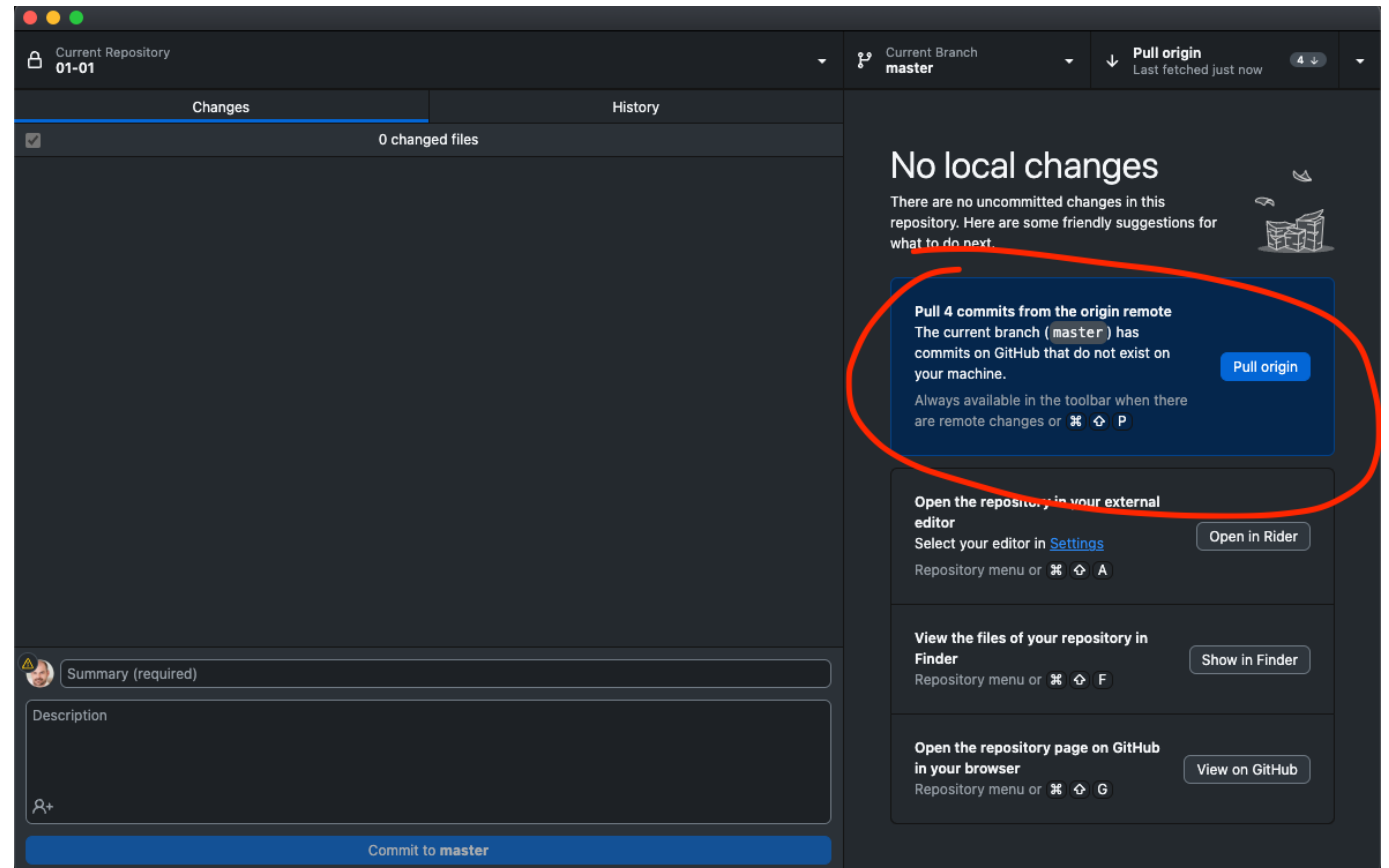 Current Repository
01-01
Current Branch
master
Pull origin
Last fetched just now
4 ↓
Changes
History
0 changed files
No local changes
There are no uncommitted changes in this
repository. Here are some friendly suggestions for
what to do next.
Pull 4 commits from the origin remote
The current branch (master) has
commits on GitHub that do not exist on
your machine.
Pull origin
Always available in the toolbar when there
are remote changes or ⌘ ⇧ P
Open the repository in your external
editor
Select your editor in Settings
Open in Rider
Repository menu or ⌘ ⇧ A
View the files of your repository in
Finder
Show in Finder
Repository menu or ⌘ ⇧ F
Open the repository page on GitHub
in your browser
View on GitHub
Repository menu or ⌘ ⇧ G
Summary (required)
Description
Commit to master